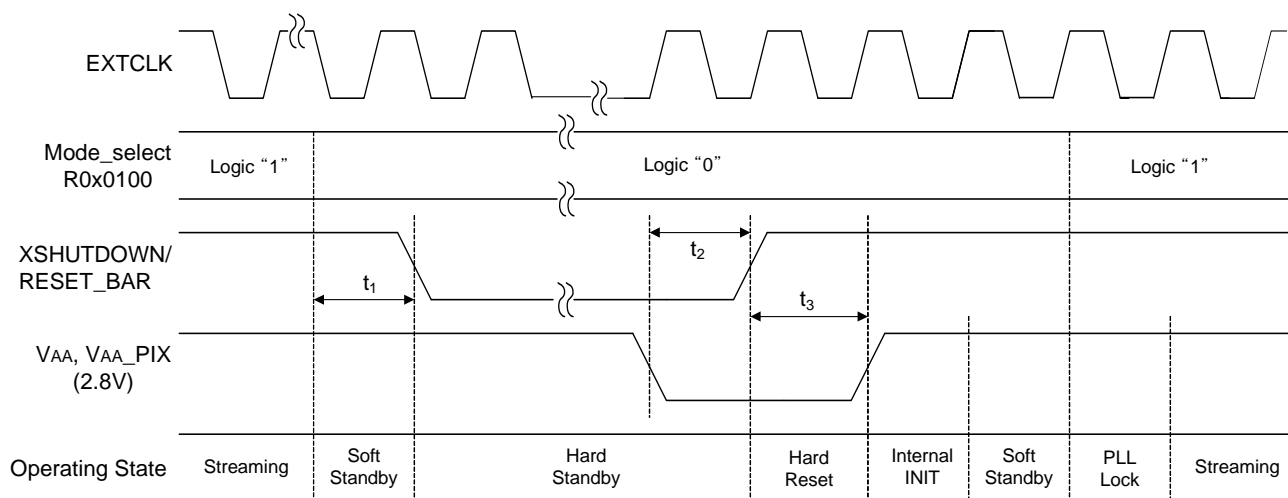 EXTCLK
Mode_select
R0x0100
Logic “1”
Logic “0”
Logic “1”
XSHUTDOWN/
RESET_BAR
t1
t2
t3
VAA, VAA_PIX
(2.8V)
Operating State
Streaming
Soft
Standby
Hard
Standby
Hard
Reset
Internal
INIT
Soft
Standby
PLL
Lock
Streaming